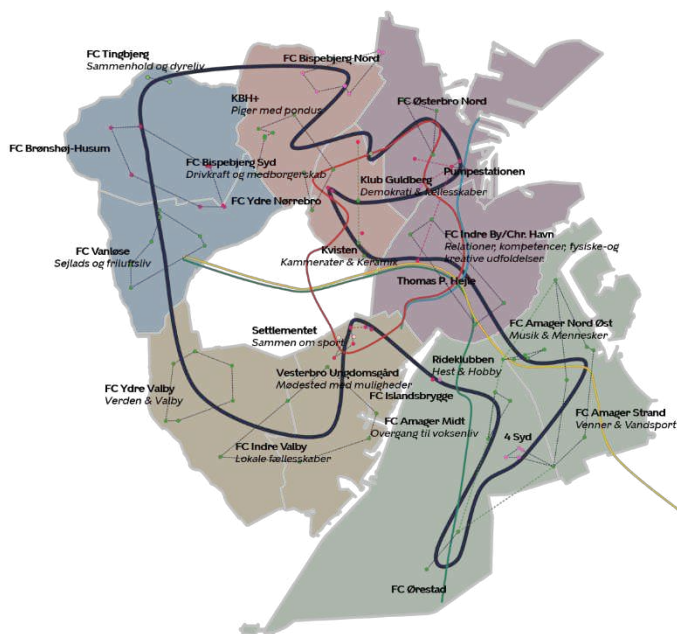 FC Tingbjerg
Sammenhold og dyreliv
FC Bispebjerg Nord
KBH+
Piger med pondus
FC Østerbro Nord
FC Brønshøj-Husum
FC Bispebjerg Syd
Drivkraft og medborgerskab
Klub Guldberg
Demokrati & fællesskaber
Pumpestationen
FC Ydre Nørrebro
FC Vanløse
Sejlads og friluftsliv
Kvisten
Kammerater & Keramik
FC Indre By/Chr. Havn
Relationer, kompetencer, fysiske-og
kreative udfoldelser
Thomas P. Hejle
Settlementet
Sammen om sport
FC Amager Nord Øst
Musik & Mennesker
Vesterbro Ungdomsgård
Mødested med muligheder
Rideklubben
Hest & Hobby
FC Ydre Valby
Verden & Valby
FC Islandsbrygge
FC Amager Midt
Overgang til voksenliv
FC Amager Strand
Venner & Vandsport
FC Indre Valby
Lokale fællesskaber
4 Syd
FC Ørestad